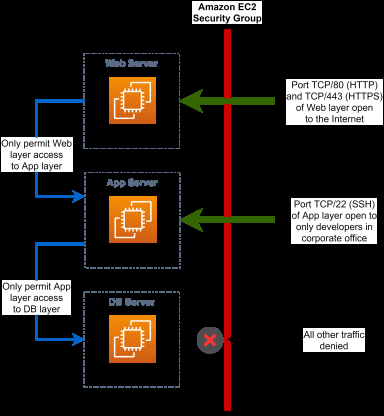 Amazon EC2
Security Group
Web Server
Port TCP/80 (HTTP)
and TCP/443 (HTTPS)
of Web layer open
to the Internet
Only permit Web
layer access
to App layer
App Server
Port TCP/22 (SSH)
of App layer open to
only developers in
corporate office
Only permit App
layer access
to DB layer
DB Server
All other traffic
denied